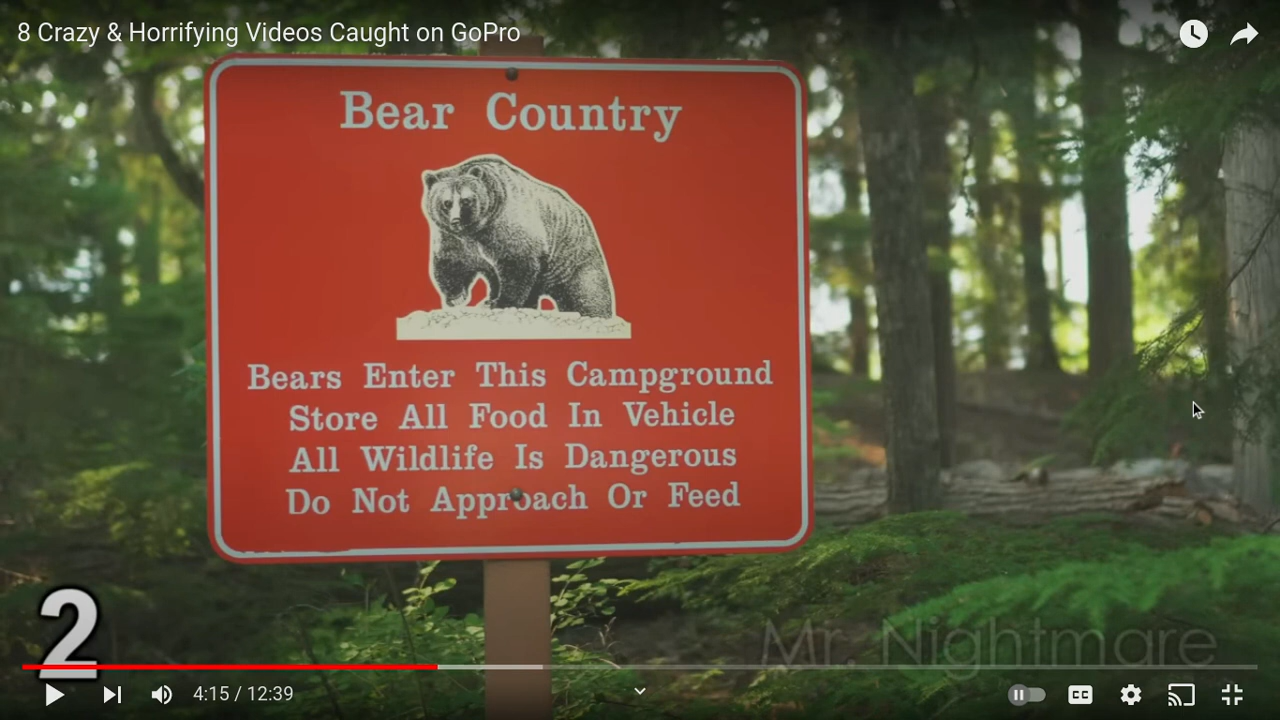 8 Crazy & Horrifying Videos Caught on GoPro
Bear Country
Bears Enter This Campground
Store All Food In Vehicle
All Wildlife Is Dangerous
Do Not Approach Or Feed
2
Mr. Nightmare
4:15 / 12:39
CC